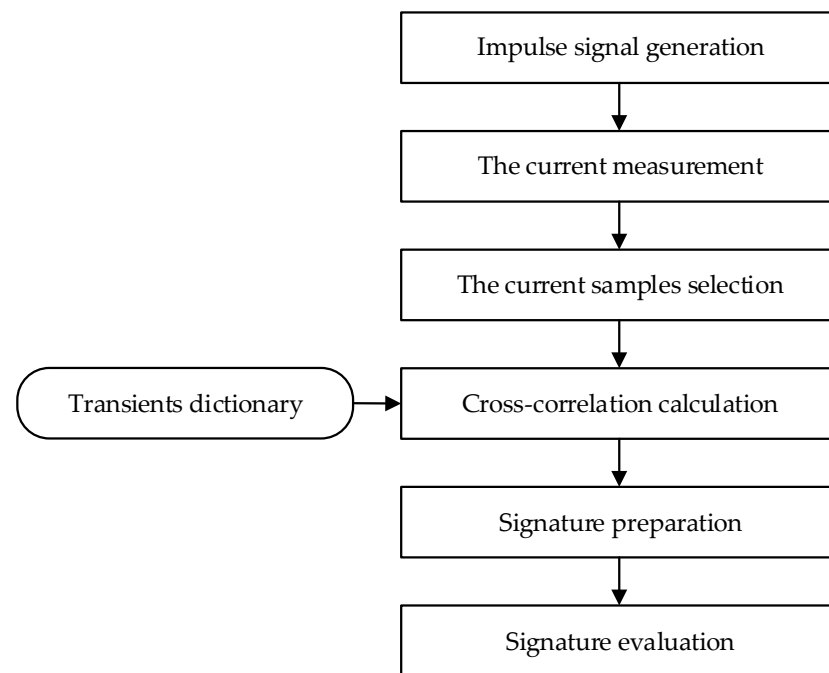 Impulse signal generation
The current measurement
The current samples selection
Transients dictionary
Cross-correlation calculation
Signature preparation
Signature evaluation